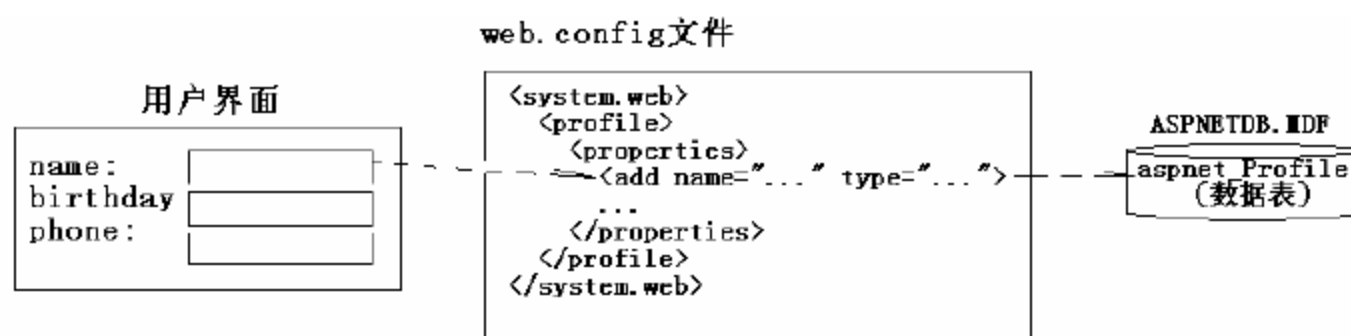 web.config文件
用户界面
name:
birthday
phone:
<system.web>
<profile>
<properties>
<add name="..." type="...">
...
</properties>
</profile>
</system.web>
ASPNETDB.MDF
aspnet_Profile
(数据表)